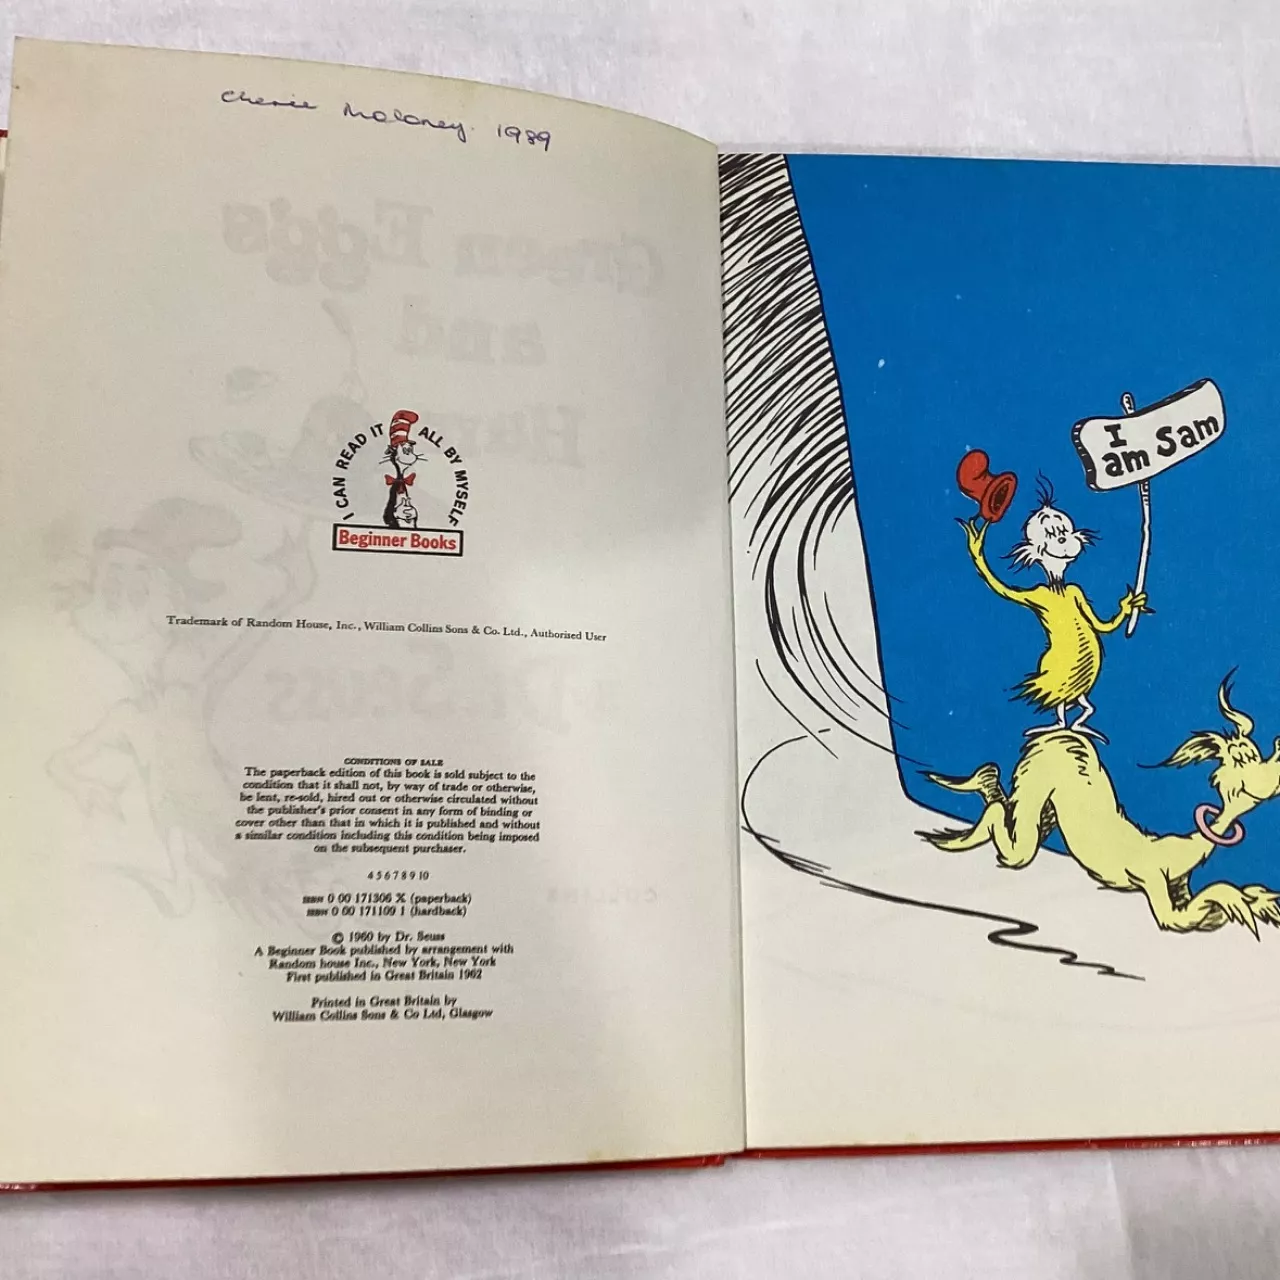 Cherie Maloney. 1989
I CAN READ IT ALL BY MYSELF
Beginner Books
Trademark of Random House, Inc., William Collins Sons & Co. Ltd., Authorised User
CONDITIONS OF SALE
The paperback edition of this book is sold subject to the
condition that it shall not, by way of trade or otherwise,
be lent, re-sold, hired out or otherwise circulated without
the publisher's prior consent in any form of binding or
cover other than that in which it is published and without
a similar condition including this condition being imposed
on the subsequent purchaser.
4 5 6 7 8 9 10
ISBN 0 00 171306 X (paperback)
ISBN 0 00 171109 1 (hardback)
© 1960 by Dr. Seuss
A Beginner Book published by arrangement with
Random house Inc., New York, New York
First published in Great Britain 1962
Printed in Great Britain by
William Collins Sons & Co Ltd, Glasgow
I
am Sam